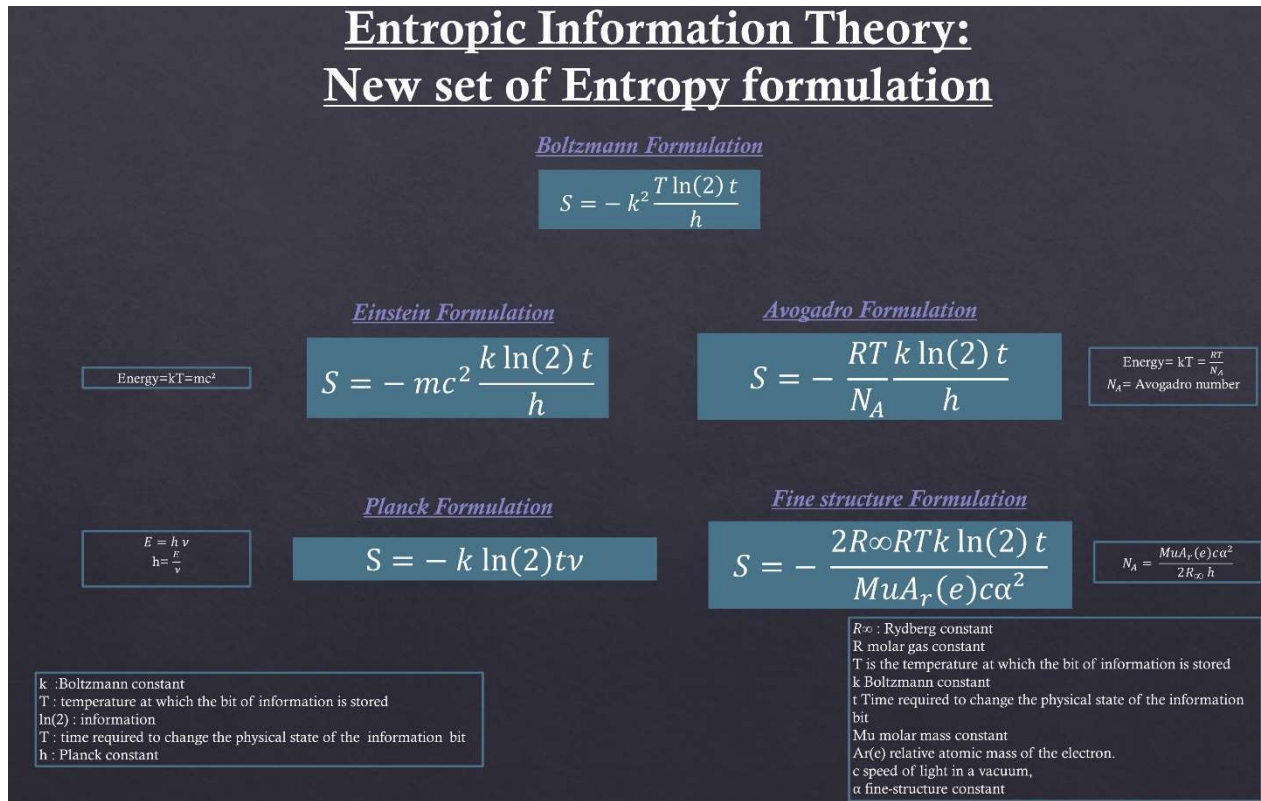 Entropic Information Theory:
New set of Entropy formulation
Boltzmann Formulation
S = − k² T ln(2) t / h
Einstein Formulation
Avogadro Formulation
Energy=kT=mc²
S = − mc² k ln(2) t / h
S = − RT / N_A k ln(2) t / h
Energy= kT = RT / N_A
N_A= Avogadro number
Planck Formulation
Fine structure Formulation
E = h ν
h= E / ν
S = − k ln(2)tν
S = − 2R∞RTk ln(2) t / MuA_r(e)cα²
N_A = MuA_r(e)cα² / 2R_∞ h
k :Boltzmann constant
T : temperature at which the bit of information is stored
ln(2) : information
T : time required to change the physical state of the information bit
h : Planck constant
R∞ : Rydberg constant
R molar gas constant
T is the temperature at which the bit of information is stored
k Boltzmann constant
t Time required to change the physical state of the information
bit
Mu molar mass constant
Ar(e) relative atomic mass of the electron.
c speed of light in a vacuum,
α fine-structure constant